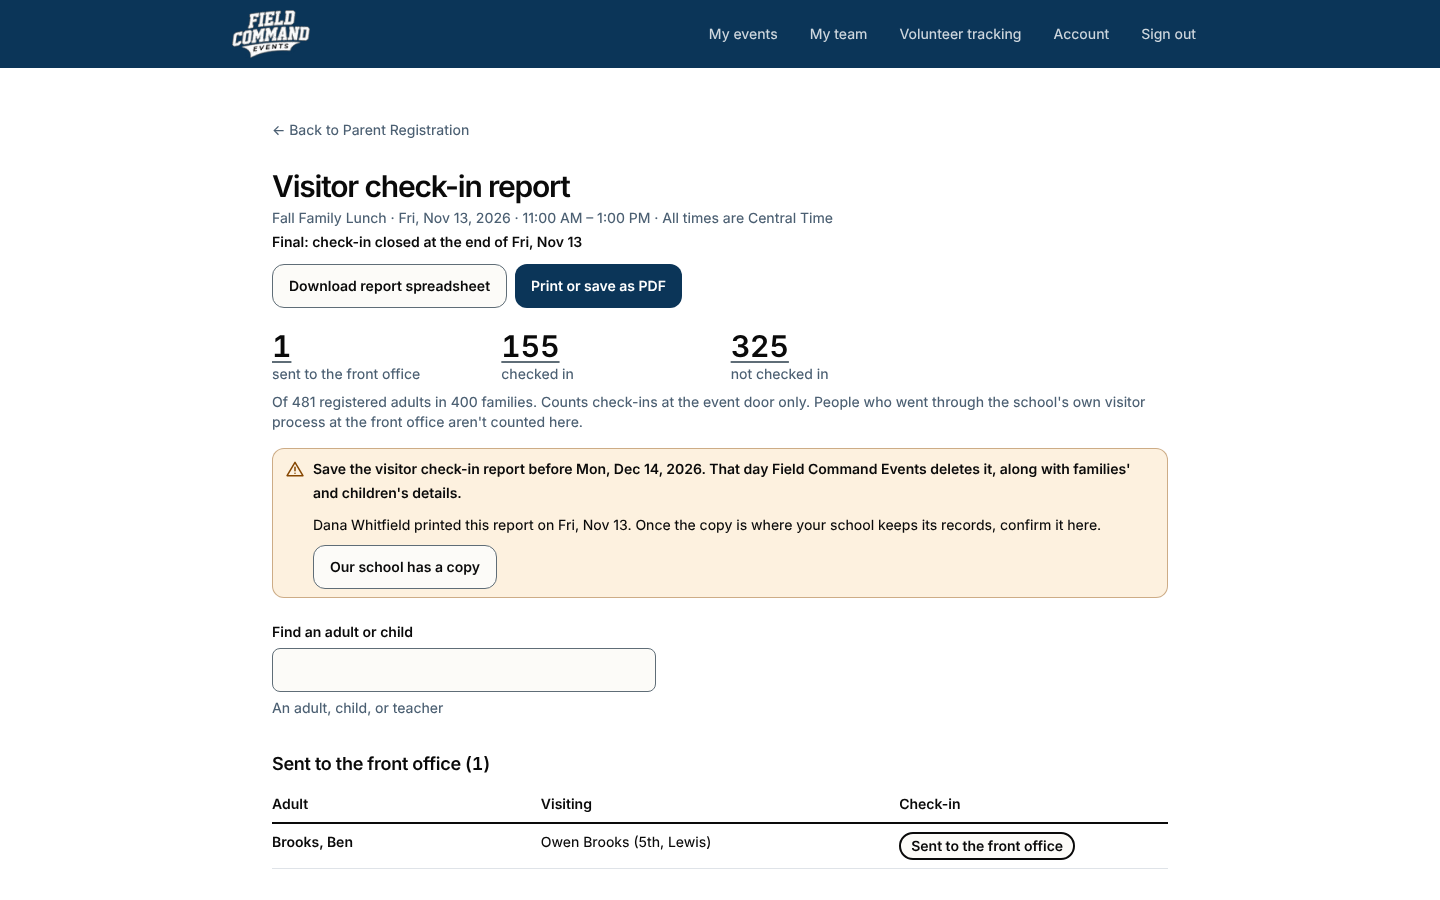 FIELD
COMMAND
EVENTS
My events
My team
Volunteer tracking
Account
Sign out
← Back to Parent Registration
Visitor check-in report
Fall Family Lunch · Fri, Nov 13, 2026 · 11:00 AM – 1:00 PM · All times are Central Time
Final: check-in closed at the end of Fri, Nov 13
Download report spreadsheet
Print or save as PDF
1
sent to the front office
155
checked in
325
not checked in
Of 481 registered adults in 400 families. Counts check-ins at the event door only. People who went through the school's own visitor
process at the front office aren't counted here.
Save the visitor check-in report before Mon, Dec 14, 2026. That day Field Command Events deletes it, along with families'
and children's details.
Dana Whitfield printed this report on Fri, Nov 13. Once the copy is where your school keeps its records, confirm it here.
Our school has a copy
Find an adult or child
An adult, child, or teacher
Sent to the front office (1)
Adult Visiting Check-in
Brooks, Ben Owen Brooks (5th, Lewis) Sent to the front office